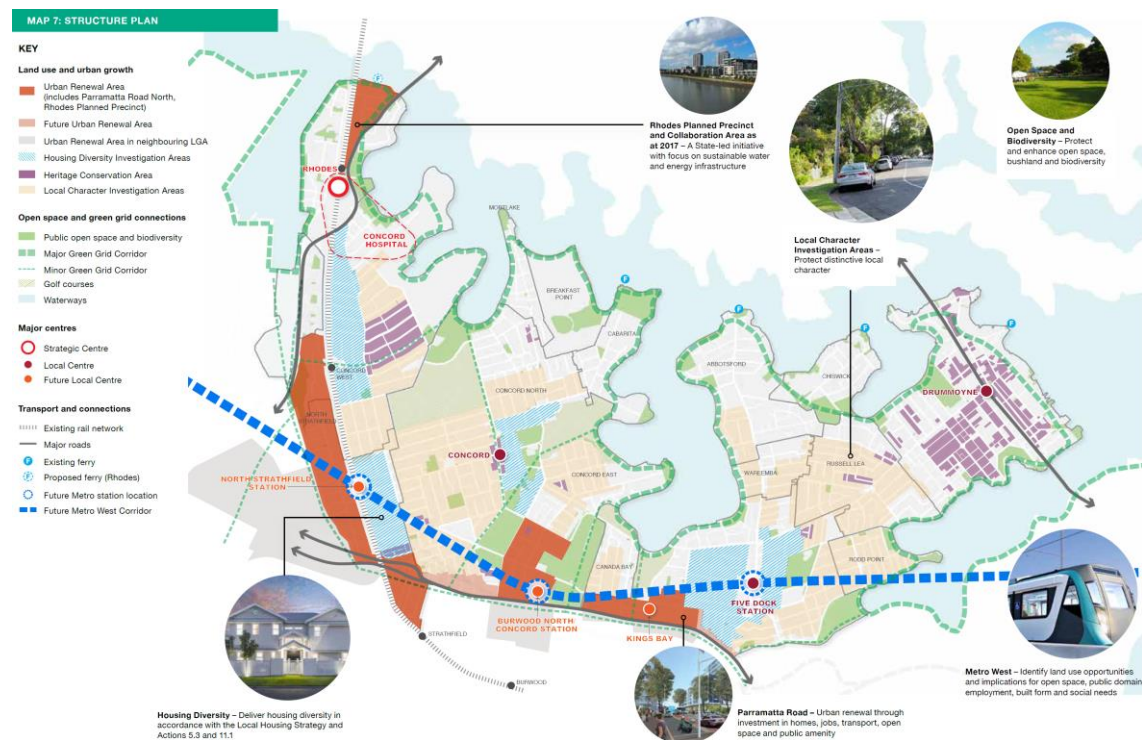 MAP 7: STRUCTURE PLAN
KEY
Land use and urban growth
Urban Renewal Area
(includes Parramatta Road North,
Rhodes Planned Precinct)
Future Urban Renewal Area
Urban Renewal Area in neighbouring LGA
Housing Diversity Investigation Areas
Heritage Conservation Area
Local Character Investigation Areas
Open space and green grid connections
Public open space and biodiversity
Major Green Grid Corridor
Minor Green Grid Corridor
Golf courses
Waterways
Major centres
Strategic Centre
Local Centre
Future Local Centre
Transport and connections
Existing rail network
Major roads
F
Existing ferry
F
Proposed ferry (Rhodes)
Future Metro station location
Future Metro West Corridor
Rhodes Planned Precinct
and Collaboration Area as
at 2017 – A State-led initiative
with focus on sustainable water
and energy infrastructure
Open Space and
Biodiversity – Protect
and enhance open space,
bushland and biodiversity
Local Character
Investigation Areas –
Protect distinctive local
character
F
RHODES
CONCORD
HOSPITAL
MORTLAKE
BREAKFAST
POINT
F
CABARITA
F
F
F
ABBOTSFORD
CHISWICK
DRUMMOYNE
CONCORD
WEST
CONCORD NORTH
NORTH
STRATHFIELD
CONCORD
CONCORD EAST
WAREEMBA
RUSSELL LEA
NORTH STRATHFIELD
STATION
RODD POINT
CANADA BAY
FIVE DOCK
STATION
BURWOOD NORTH/
CONCORD STATION
KINGS BAY
STRATHFIELD
BURWOOD
Housing Diversity – Deliver housing diversity in
accordance with the Local Housing Strategy and
Actions 5.3 and 11.1
Parramatta Road – Urban renewal through
investment in homes, jobs, transport, open
space and public amenity
Metro West – Identify land use opportunities
and implications for open space, public domain,
employment, built form and social needs